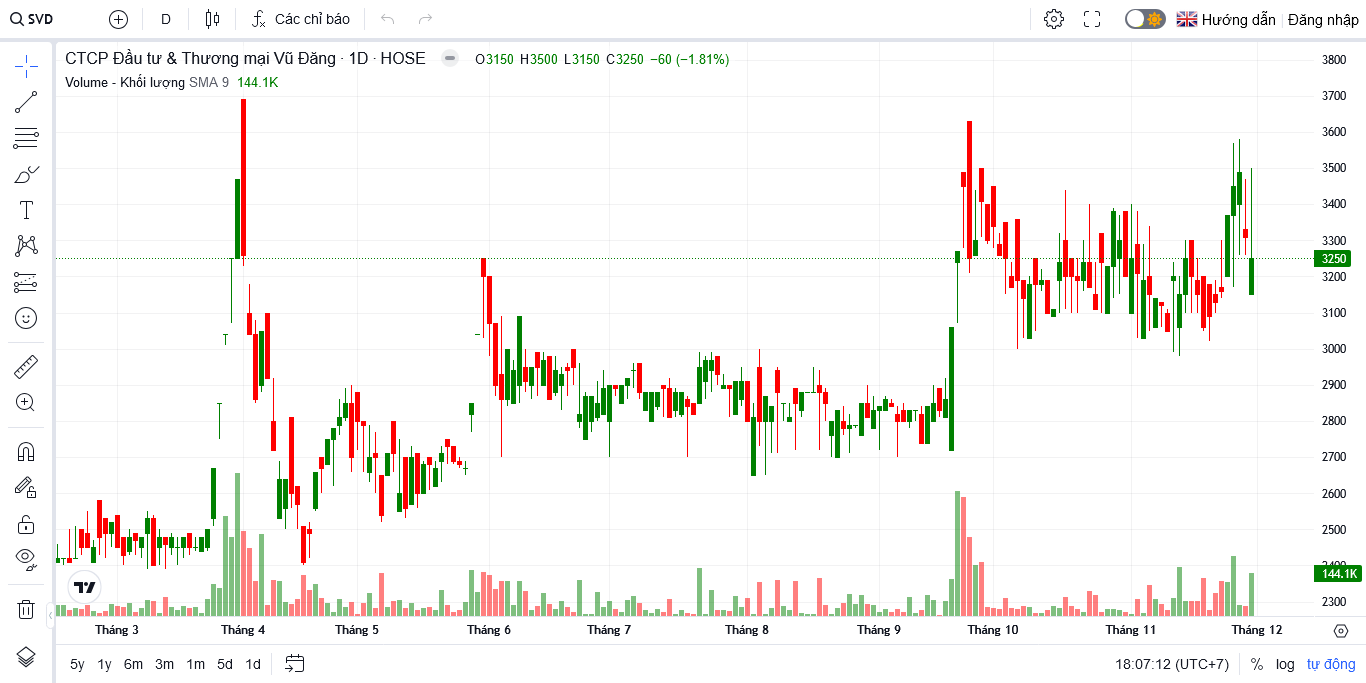 SVD D Các chỉ báo Hướng dẫn Đăng nhập
CTCP Đầu tư & Thương mại Vũ Đăng · 1D · HOSE O3150 H3500 L3150 C3250 −60 (−1.81%)
Volume - Khối lượng SMA 9 144.1K
3800
3700
3600
3500
3400
3300
3250
3200
3100
3000
2900
2800
2700
2600
2500
2400
144.1K
2300
Tháng 3 Tháng 4 Tháng 5 Tháng 6 Tháng 7 Tháng 8 Tháng 9 Tháng 10 Tháng 11 Tháng 12
5y 1y 6m 3m 1m 5d 1d 18:07:12 (UTC+7) % log tự động